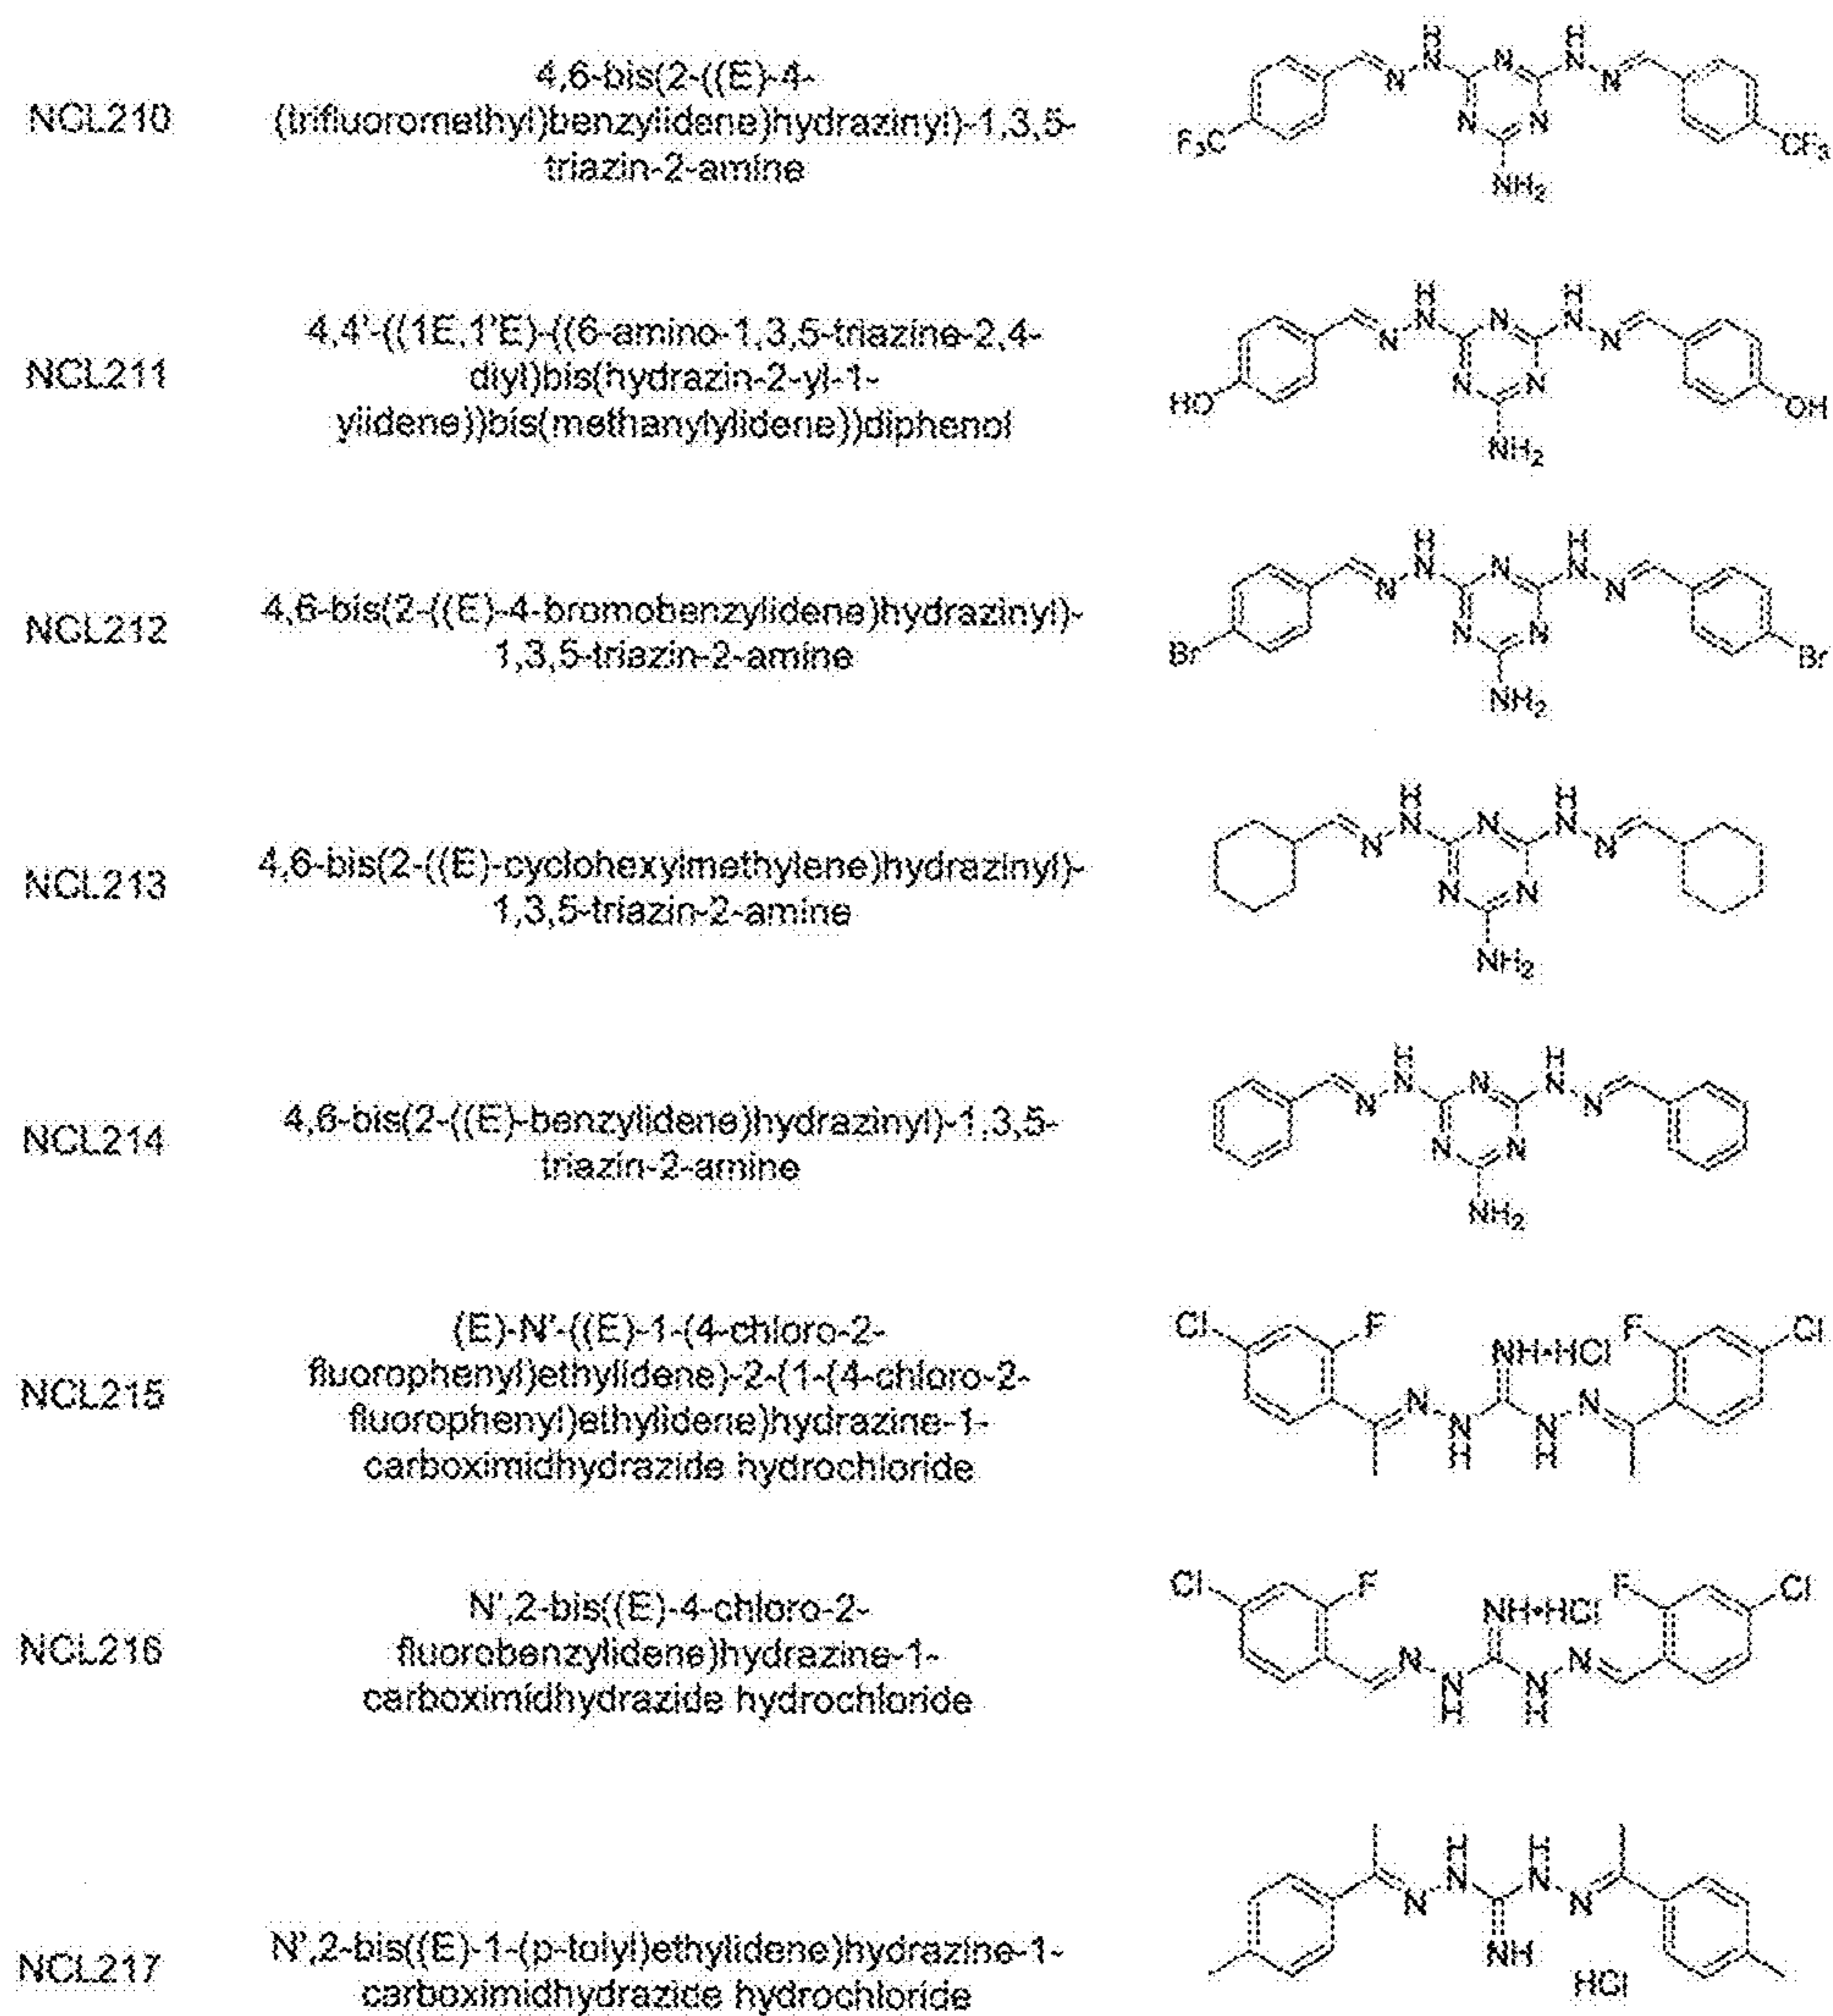 NCL210
4,6-bis(2-((E)-4-
(trifluoromethyl)benzylidene)hydrazinyl)-1,3,5-
triazin-2-amine
H H
N N N
N N
F3C N N CF3
NH2
NCL211
4,4'-((1E,1'E)-((6-amino-1,3,5-triazine-2,4-
diyl)bis(hydrazin-2-yl-1-
ylidene))bis(methanylylidene))diphenol
H H
N N N
N N
HO N N OH
NH2
NCL212
4,6-bis(2-((E)-4-bromobenzylidene)hydrazinyl)-
1,3,5-triazin-2-amine
H H
N N N
N N
Br N N Br
NH2
NCL213
4,6-bis(2-((E)-cyclohexylmethylene)hydrazinyl)-
1,3,5-triazin-2-amine
H H
N N N
N N
N N
NH2
NCL214
4,6-bis(2-((E)-benzylidene)hydrazinyl)-1,3,5-
triazin-2-amine
H H
N N N
N N
N N
NH2
NCL215
(E)-N'-((E)-1-(4-chloro-2-
fluorophenyl)ethylidene)-2-(1-(4-chloro-2-
fluorophenyl)ethylidene)hydrazine-1-
carboximidhydrazide hydrochloride
Cl F F Cl
NH•HCl
N N
N N
H H
NCL216
N',2-bis((E)-4-chloro-2-
fluorobenzylidene)hydrazine-1-
carboximidhydrazide hydrochloride
Cl F F Cl
NH•HCl
N N
N N
H H
NCL217
N',2-bis((E)-1-(p-tolyl)ethylidene)hydrazine-1-
carboximidhydrazide hydrochloride
H H
N N
N N
NH
HCl